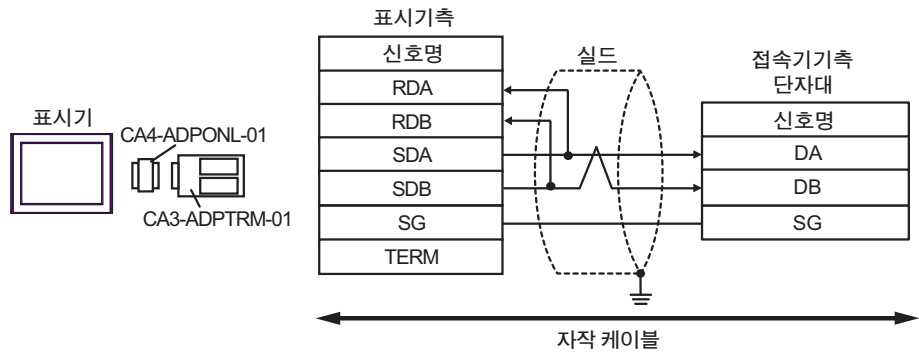 표시기
CA4-ADPONL-01
CA3-ADPTRM-01
표시기측
신호명
RDA
RDB
SDA
SDB
SG
TERM
실드
접속기기측
단자대
신호명
DA
DB
SG
자작 케이블